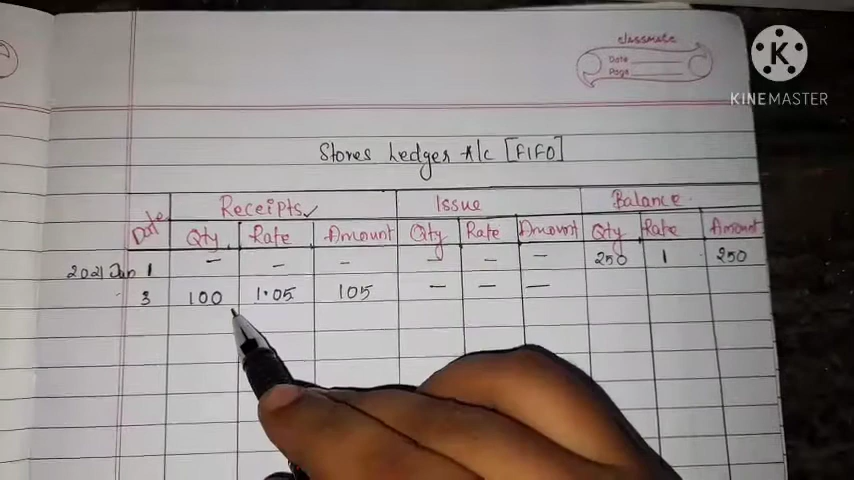 classmate
Date
Page
K
KINEMASTER
Stores Ledger A/c [FIFO]
Receipts✓ Issue Balance
Date Qty Rate Amount Qty Rate Amount Qty Rate Amount
2021 Jan 1 - - - - - - 250 1 250
3 100 1.05 105 - - -